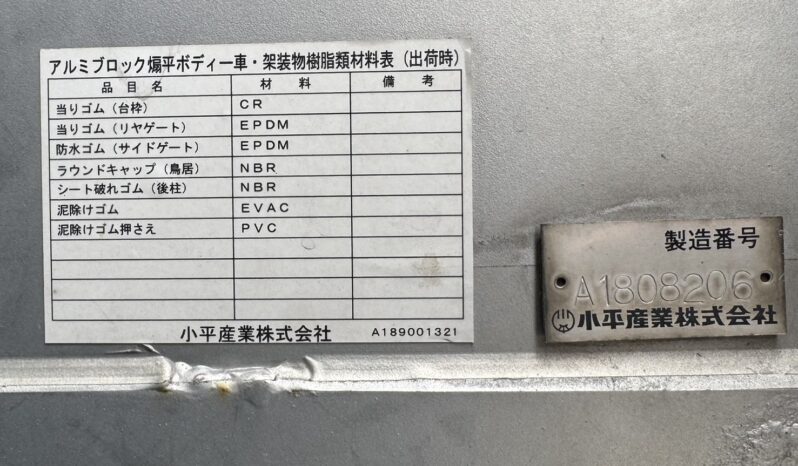 アルミブロック煽平ボディー車・架装物樹脂類材料表（出荷時）
品目名 材料 備考
当りゴム（台枠） CR
当りゴム（リヤゲート） EPDM
防水ゴム（サイドゲート） EPDM
ラウンドキャップ（鳥居） NBR
シート破れゴム（後柱） NBR
泥除けゴム EVAC
泥除けゴム押さえ PVC
小平産業株式会社 A189001321
製造番号
A1808206
小平産業株式会社